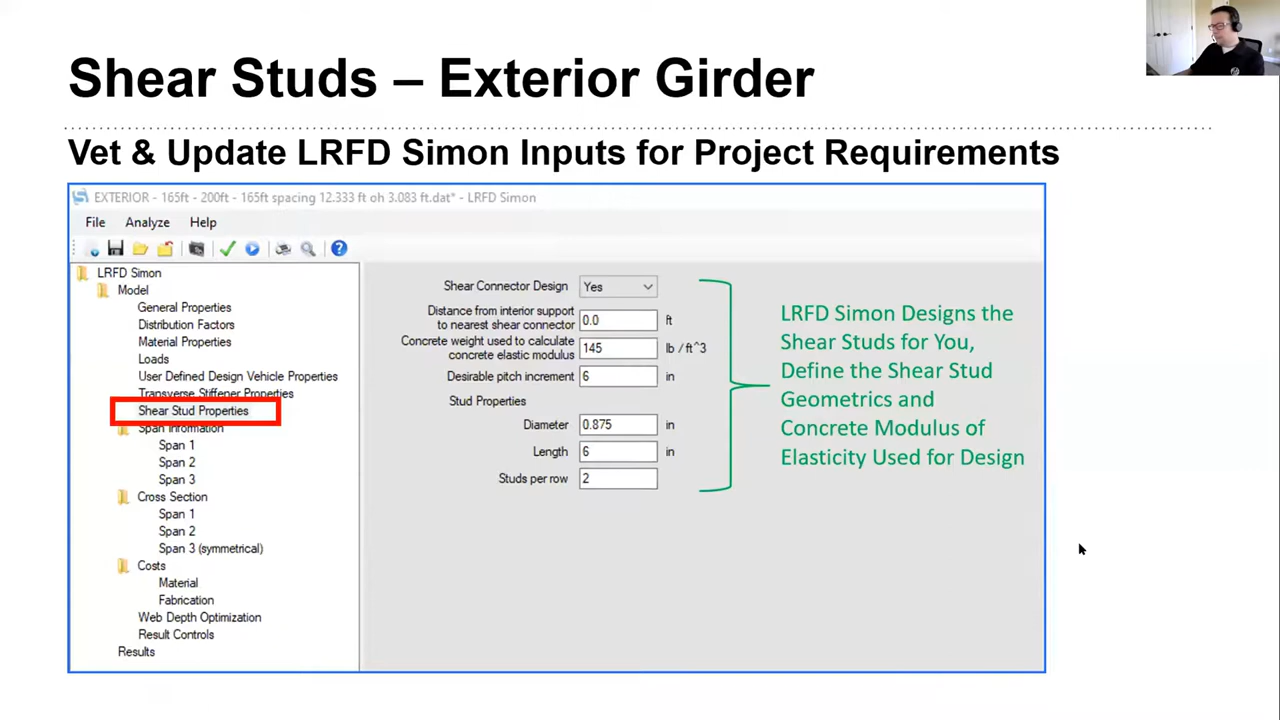 Shear Studs – Exterior Girder
Vet & Update LRFD Simon Inputs for Project Requirements
EXTERIOR - 165ft - 200ft - 165ft spacing 12.333 ft oh 3.083 ft.dat* - LRFD Simon
File Analyze Help
LRFD Simon
Model
General Properties
Distribution Factors
Material Properties
Loads
User Defined Design Vehicle Properties
Transverse Stiffener Properties
Shear Stud Properties
Span Information
Span 1
Span 2
Span 3
Cross Section
Span 1
Span 2
Span 3 (symmetrical)
Costs
Material
Fabrication
Web Depth Optimization
Result Controls
Results
Shear Connector Design Yes
Distance from interior support
to nearest shear connector 0.0 ft
Concrete weight used to calculate
concrete elastic modulus 145 lb / ft^3
Desirable pitch increment 6 in
Stud Properties
Diameter 0.875 in
Length 6 in
Studs per row 2
LRFD Simon Designs the
Shear Studs for You,
Define the Shear Stud
Geometrics and
Concrete Modulus of
Elasticity Used for Design